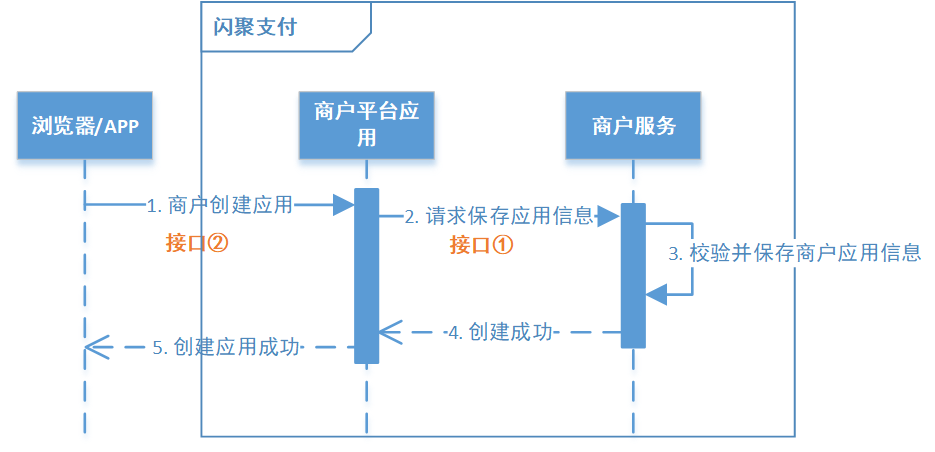 闪聚支付
浏览器/APP
商户平台应
用
商户服务
1. 商户创建应用
接口②
2. 请求保存应用信息
接口①
3. 校验并保存商户应用信息
4. 创建成功
5. 创建应用成功